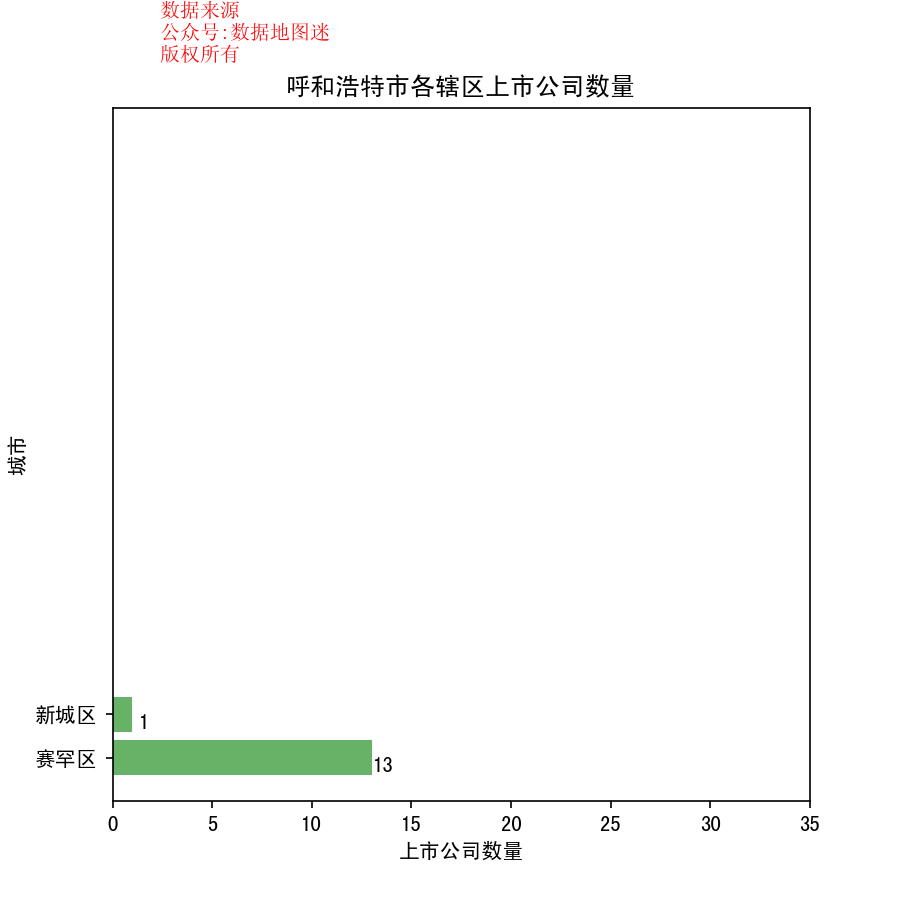 数据来源
公众号:数据地图迷
版权所有
呼和浩特市各辖区上市公司数量
城市
新城区
1
赛罕区
13
0 5 10 15 20 25 30 35
上市公司数量